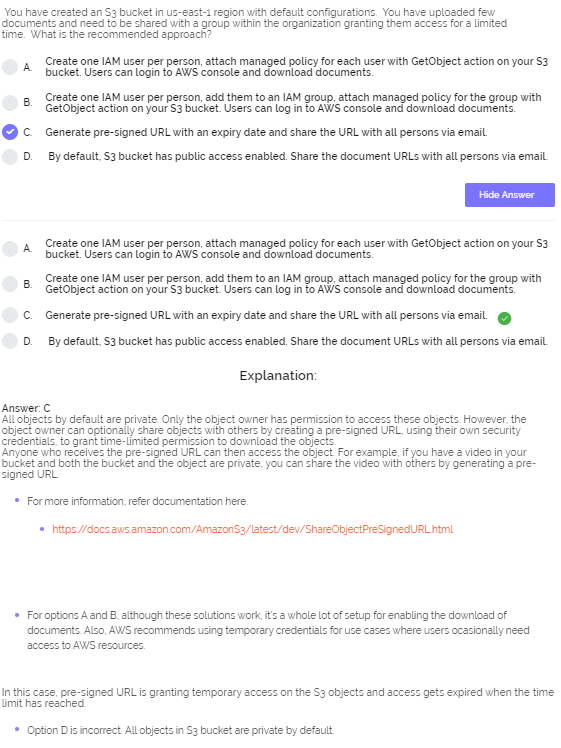 You have created an S3 bucket in us-east-1 region with default configurations. You have uploaded few
documents and need to be shared with a group within the organization granting them access for a limited
time. What is the recommended approach?
A. Create one IAM user per person, attach managed policy for each user with GetObject action on your S3
bucket. Users can login to AWS console and download documents.
B. Create one IAM user per person, add them to an IAM group, attach managed policy for the group with
GetObject action on your S3 bucket. Users can log in to AWS console and download documents.
C. Generate pre-signed URL with an expiry date and share the URL with all persons via email.
D. By default, S3 bucket has public access enabled. Share the document URLs with all persons via email.
Hide Answer
A. Create one IAM user per person, attach managed policy for each user with GetObject action on your S3
bucket. Users can login to AWS console and download documents.
B. Create one IAM user per person, add them to an IAM group, attach managed policy for the group with
GetObject action on your S3 bucket. Users can log in to AWS console and download documents.
C. Generate pre-signed URL with an expiry date and share the URL with all persons via email.
D. By default, S3 bucket has public access enabled. Share the document URLs with all persons via email.
Explanation:
Answer: C
All objects by default are private. Only the object owner has permission to access these objects. However, the
object owner can optionally share objects with others by creating a pre-signed URL, using their own security
credentials, to grant time-limited permission to download the objects.
Anyone who receives the pre-signed URL can then access the object. For example, if you have a video in your
bucket and both the bucket and the object are private, you can share the video with others by generating a pre-
signed URL.
• For more information, refer documentation here.
• https://docs.aws.amazon.com/AmazonS3/latest/dev/ShareObjectPreSignedURL.html
• For options A and B, although these solutions work, it's a whole lot of setup for enabling the download of
documents. Also, AWS recommends using temporary credentials for use cases where users ocasionally need
access to AWS resources.
In this case, pre-signed URL is granting temporary access on the S3 objects and access gets expired when the time
limit has reached.
• Option D is incorrect. All objects in S3 bucket are private by default.